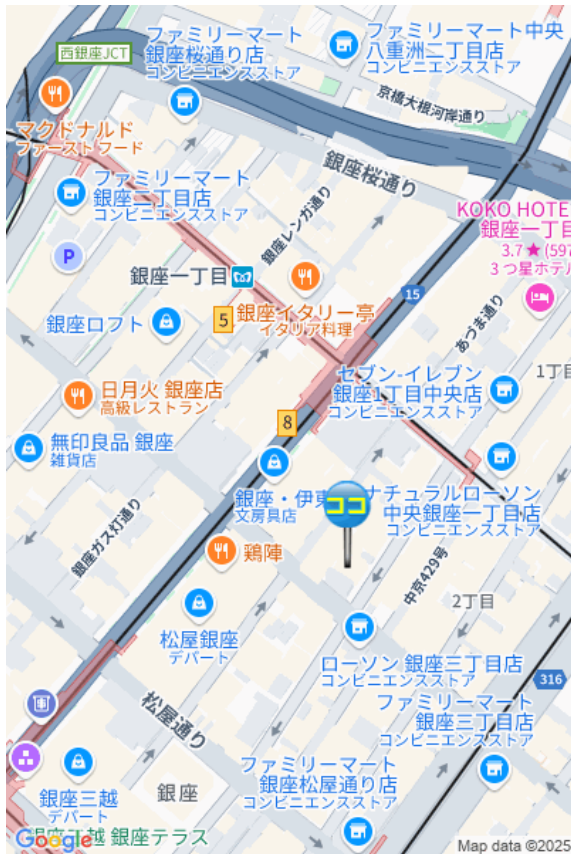 ファミリーマート
銀座桜通り店
コンビニエンスストア
ファミリーマート中央
八重洲二丁目店
コンビニエンスストア
西銀座JCT
京橋大根河岸通り
マクドナルド
ファースト フード
銀座桜通り
ファミリーマート
銀座一丁目店
コンビニエンスストア
銀座レンガ通り
KOKO HOTE
銀座一丁目
3.7★(597
3 つ星ホテル
P
銀座一丁目
15
あづま通り
銀座ロフト
5
銀座イタリー亭
イタリア料理
1丁目
セブン-イレブン
銀座1丁目中央店
コンビニエンスストア
日月火 銀座店
高級レストラン
8
無印良品 銀座
雑貨店
銀座・伊東
文房具店
ココ
ナチュラルローソン
中央銀座一丁目店
コンビニエンスストア
銀座ガス灯通り
鶏陣
中京429号
2丁目
松屋銀座
デパート
ローソン 銀座三丁目店
コンビニエンスストア
316
松屋通り
ファミリーマート
銀座三丁目店
コンビニエンスストア
銀座三越
デパート
銀座
ファミリーマート
銀座松屋通り店
コンビニエンスストア
銀座三越 銀座テラス
Google
Map data ©2025